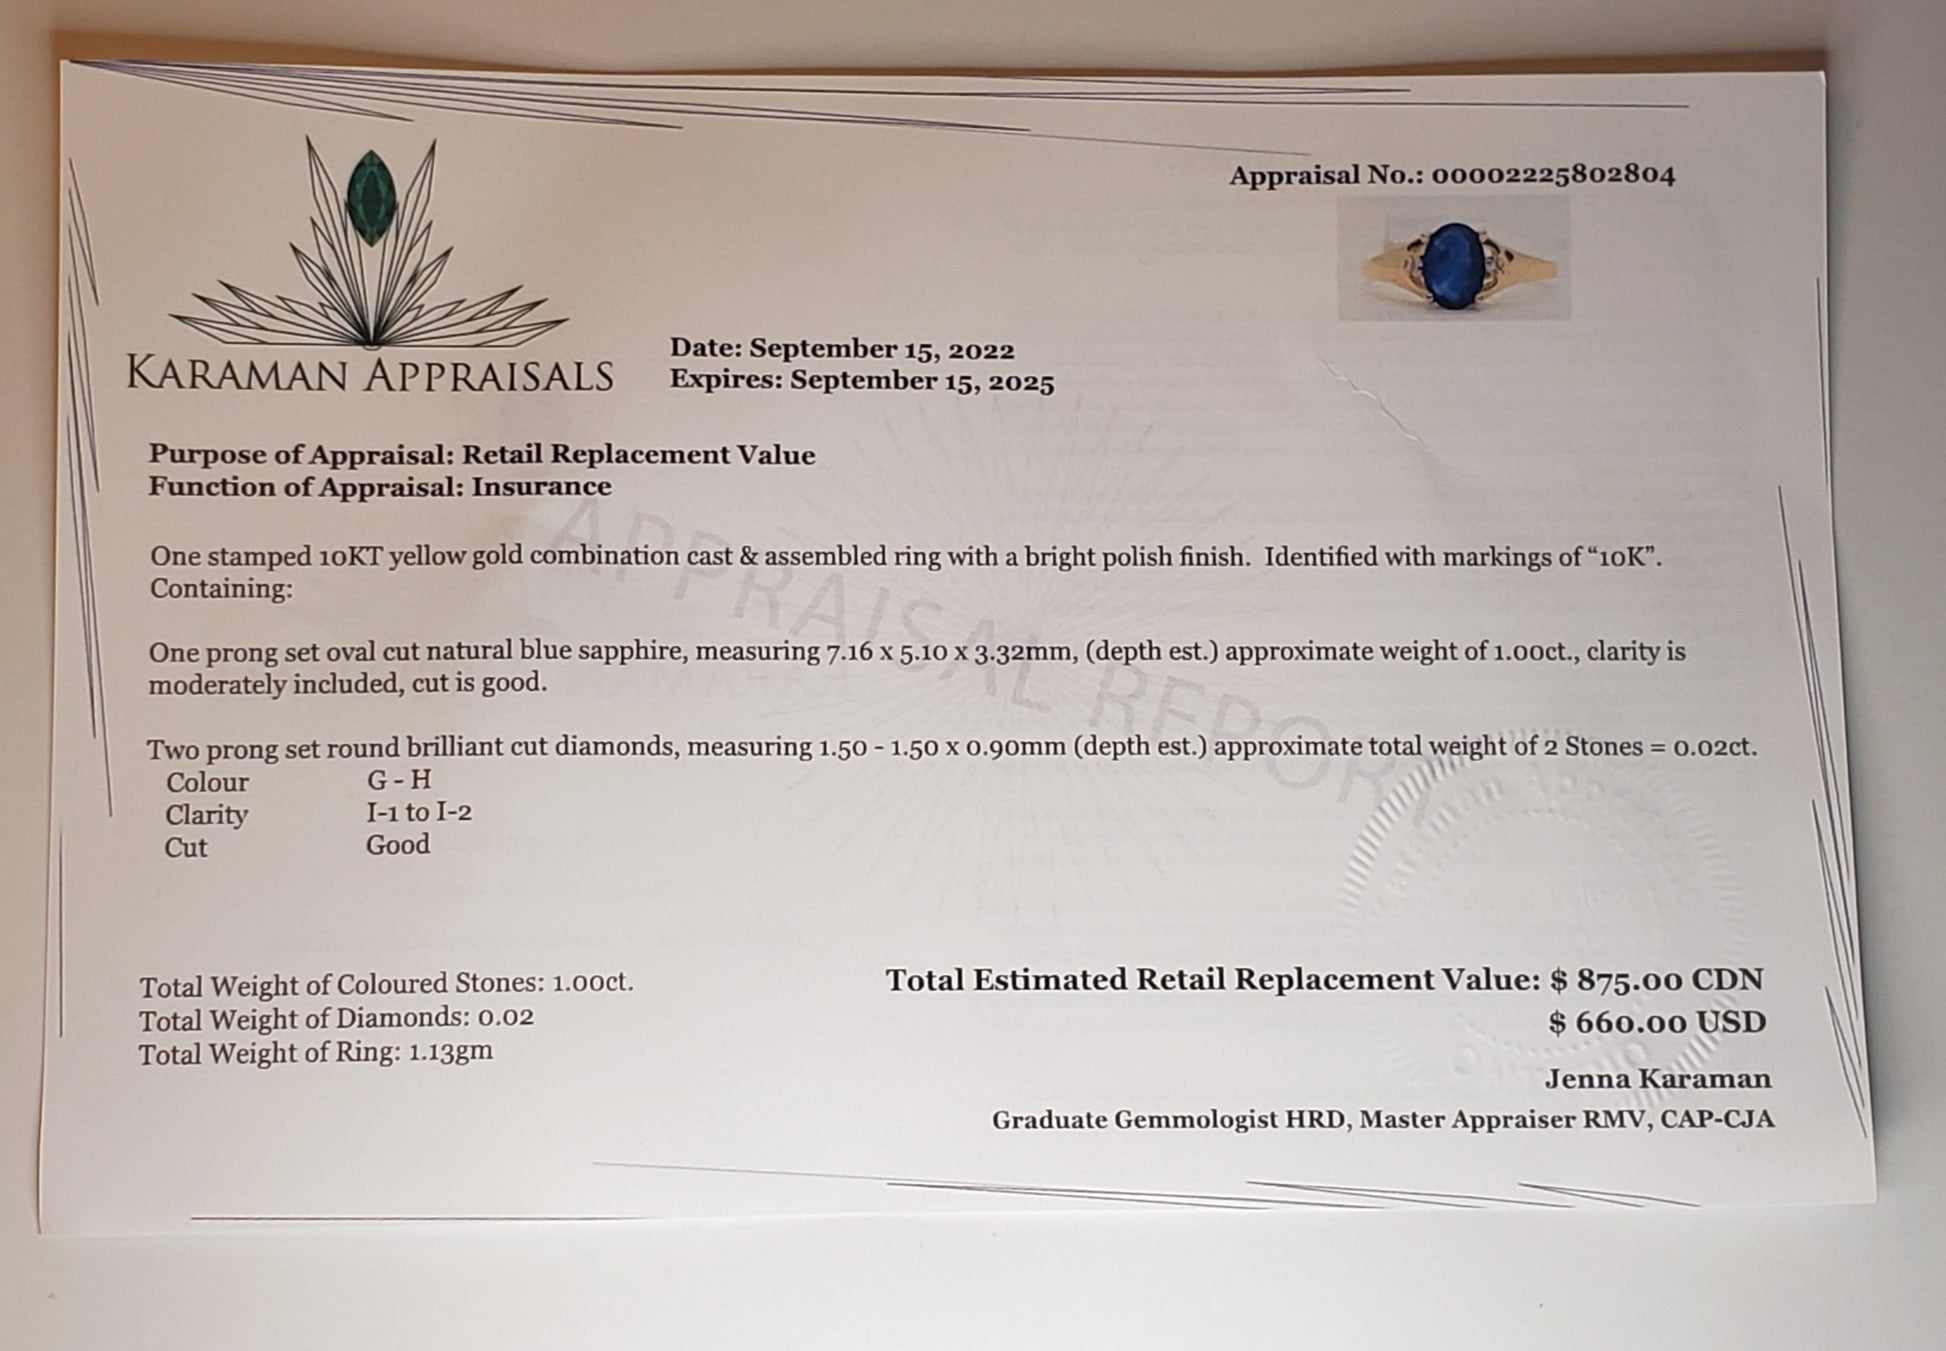 Appraisal No.: 00002225802804
KARAMAN APPRAISALS
Date: September 15, 2022
Expires: September 15, 2025
Purpose of Appraisal: Retail Replacement Value
Function of Appraisal: Insurance
One stamped 10KT yellow gold combination cast & assembled ring with a bright polish finish.  Identified with markings of “10K”.
Containing:
One prong set oval cut natural blue sapphire, measuring 7.16 x 5.10 x 3.32mm, (depth est.) approximate weight of 1.00ct., clarity is
moderately included, cut is good.
Two prong set round brilliant cut diamonds, measuring 1.50 - 1.50 x 0.90mm (depth est.) approximate total weight of 2 Stones = 0.02ct.
Colour G - H
Clarity I-1 to I-2
Cut Good
APPRAISAL REPORT
Total Weight of Coloured Stones: 1.00ct.
Total Weight of Diamonds: 0.02
Total Weight of Ring: 1.13gm
Total Estimated Retail Replacement Value: $ 875.00 CDN
$ 660.00 USD
Jenna Karaman
Graduate Gemmologist HRD, Master Appraiser RMV, CAP-CJA